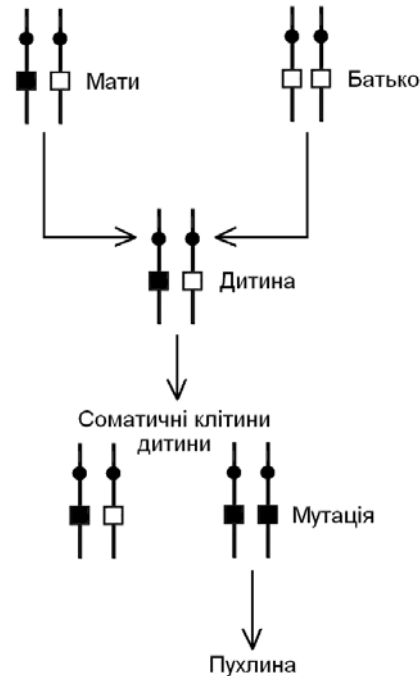 Мати
Батько
Дитина
Соматичні клітини
дитини
Мутація
Пухлина